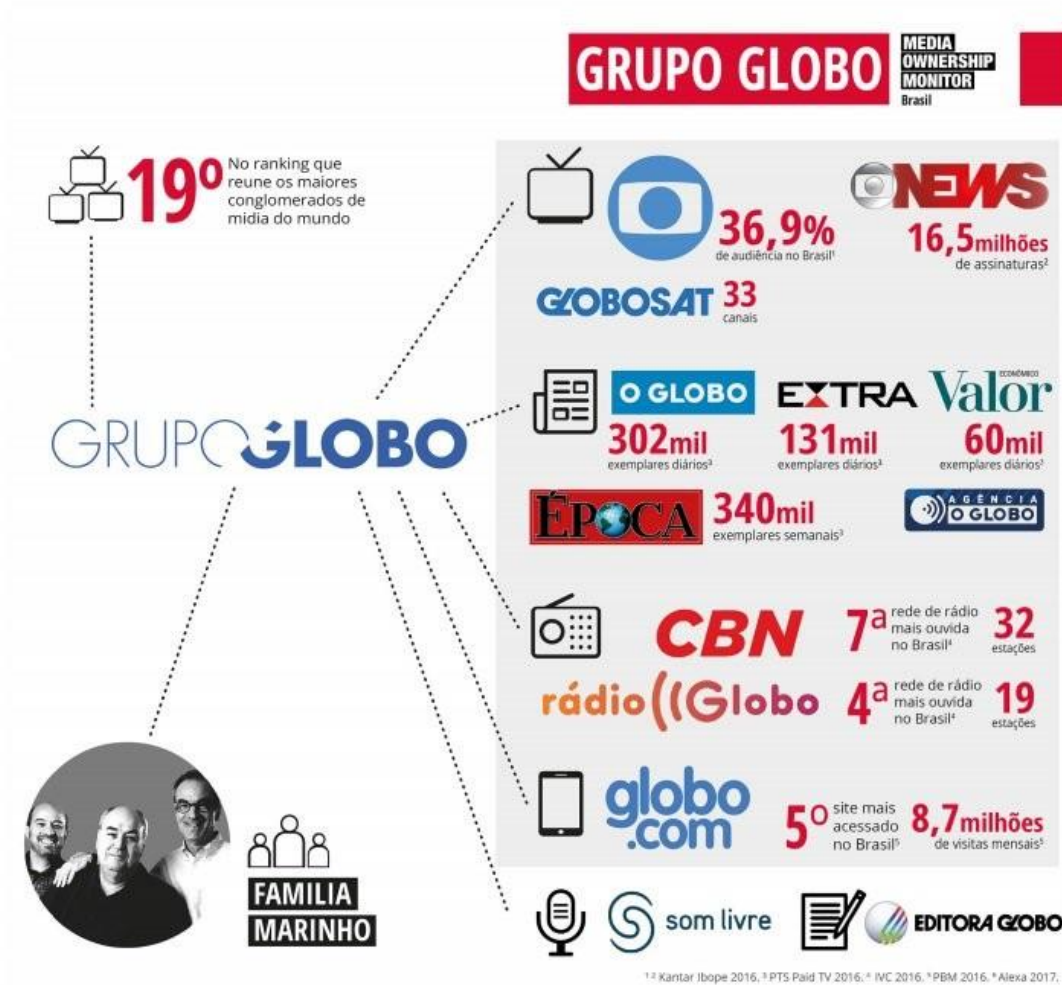 GRUPO GLOBO
MEDIA
OWNERSHIP
MONITOR
Brasil
19º
No ranking que
reune os maiores
conglomerados de
mídia do mundo
36,9%
de audiência no Brasil¹
NEWS
16,5milhões
de assinaturas²
GLOBOSAT
33
canais
GRUPO GLOBO
O GLOBO
302mil
exemplares diários³
EXTRA
131mil
exemplares diários³
ECONÔMICO
Valor
60mil
exemplares diários³
ÉPOCA
340mil
exemplares semanais³
AGÊNCIA
O GLOBO
CBN
7ª
rede de rádio
mais ouvida
no Brasil⁴
32
estações
rádio Globo
4ª
rede de rádio
mais ouvida
no Brasil⁴
19
estações
globo
.com
5º
site mais
acessado
no Brasil⁵
8,7milhões
de visitas mensais⁵
FAMILIA
MARINHO
som livre
EDITORA GLOBO
¹˒² Kantar Ibope 2016. ³ PTS Paid TV 2016. ⁴ IVC 2016. ⁵ PBM 2016. ⁶ Alexa 2017.